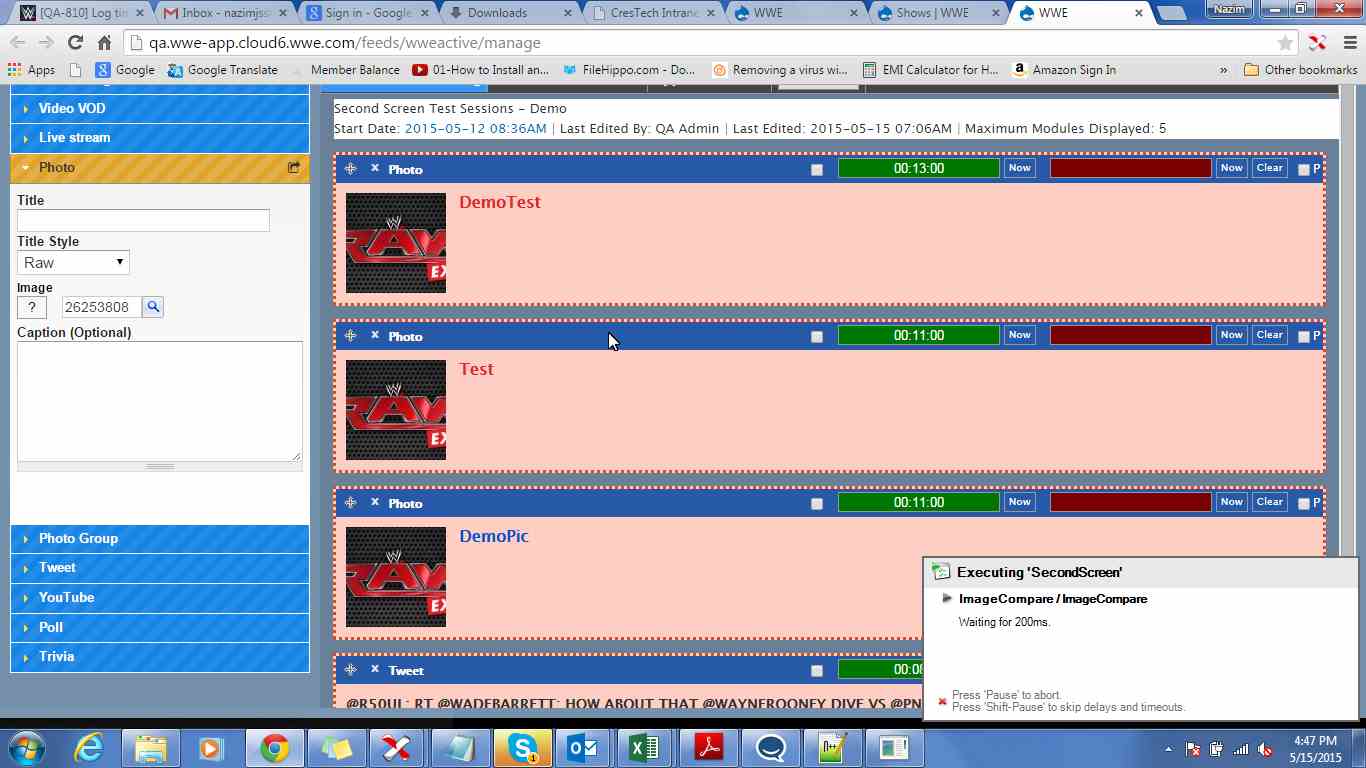 [QA-810] Log tin
Inbox - nazimjss
Sign in - Google
Downloads
CresTech Intrane
WWE
Shows | WWE
WWE
Nazim
qa.wwe-app.cloud6.wwe.com/feeds/wweactive/manage
Apps
Google
Google Translate
Member Balance
01-How to Install an...
FileHippo.com - Do...
Removing a virus wi...
EMI Calculator for H...
Amazon Sign In
»
Other bookmarks
Video VOD
Live stream
Photo
Title
Title Style
Raw
Image
? 26253808
Caption (Optional)
Photo Group
Tweet
YouTube
Poll
Trivia
Second Screen Test Sessions - Demo
Start Date: 2015-05-12 08:36AM | Last Edited By: QA Admin | Last Edited: 2015-05-15 07:06AM | Maximum Modules Displayed: 5
x Photo 00:13:00 Now Now Clear P
DemoTest
x Photo 00:11:00 Now Now Clear P
Test
x Photo 00:11:00 Now Now Clear P
DemoPic
x Tweet 00:08
@R50UL: RT @WADEBARRETT: HOW ABOUT THAT @WAYNEROONEY DIVE VS @PN
Executing 'SecondScreen'
ImageCompare / ImageCompare
Waiting for 200ms.
Press 'Pause' to abort.
Press 'Shift-Pause' to skip delays and timeouts.
4:47 PM
5/15/2015